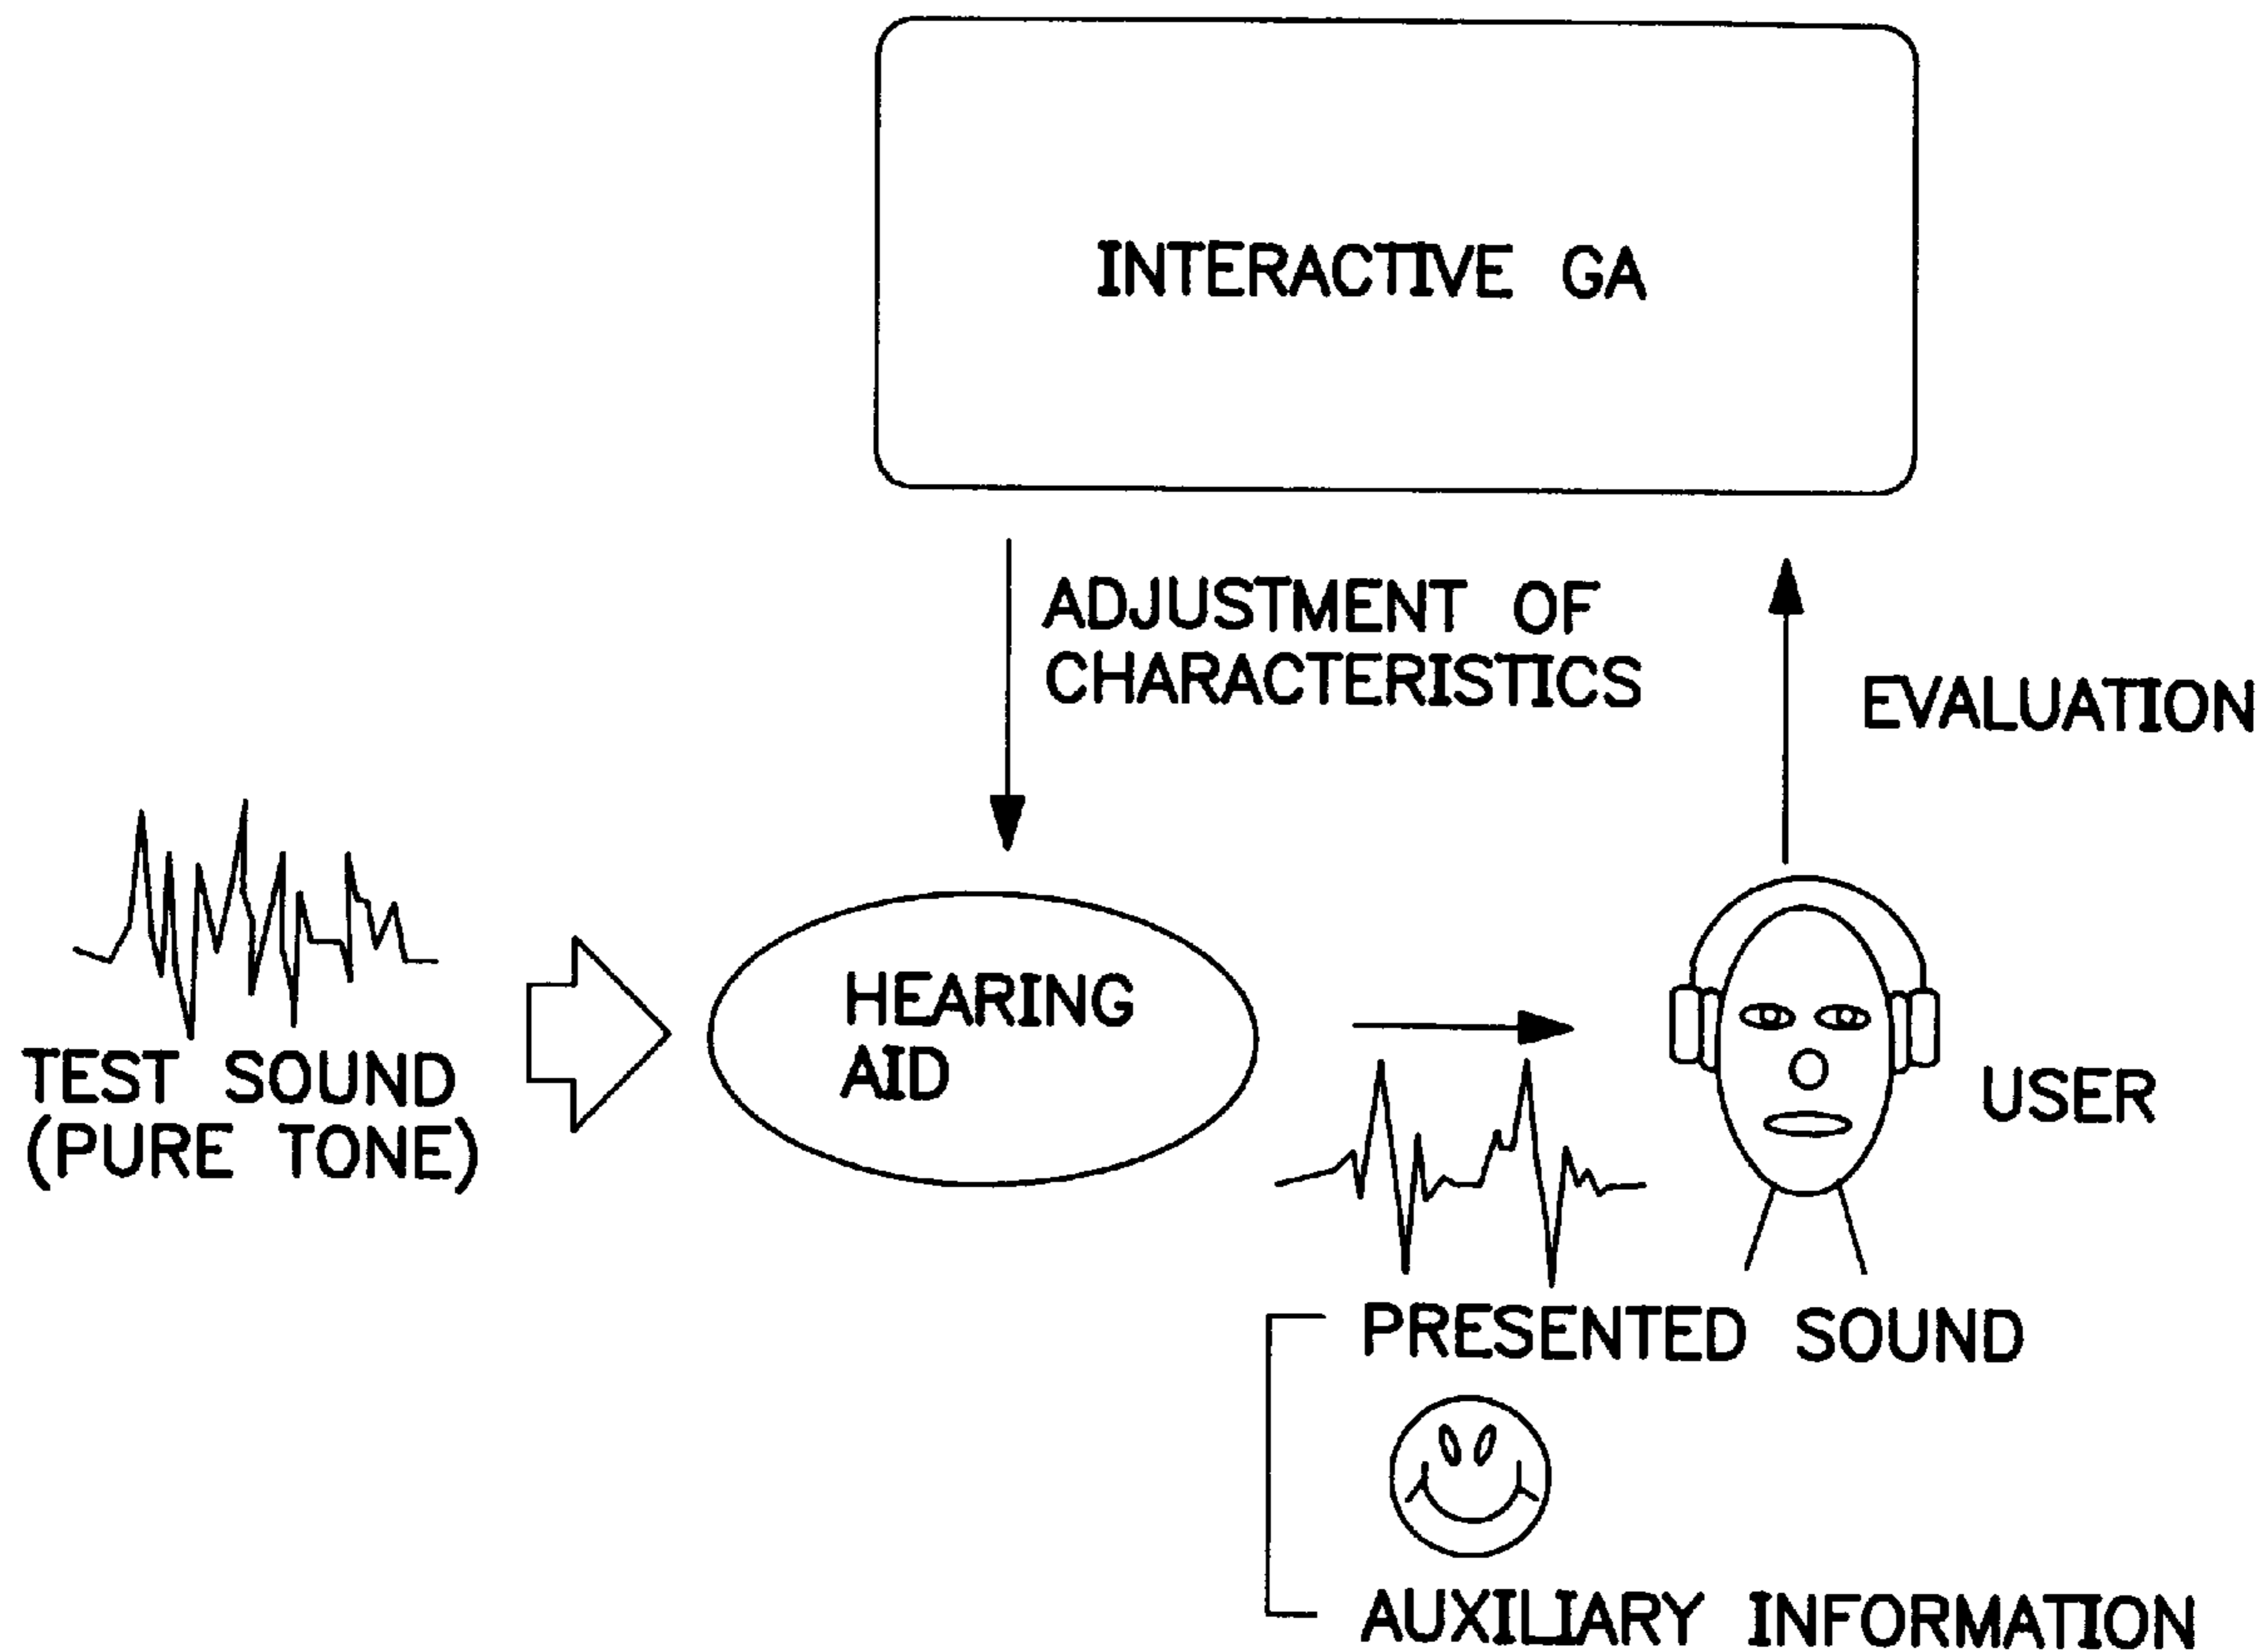 INTERACTIVE GA
ADJUSTMENT OF
CHARACTERISTICS
EVALUATION
TEST SOUND
(PURE TONE)
HEARING
AID
USER
PRESENTED SOUND
AUXILIARY INFORMATION